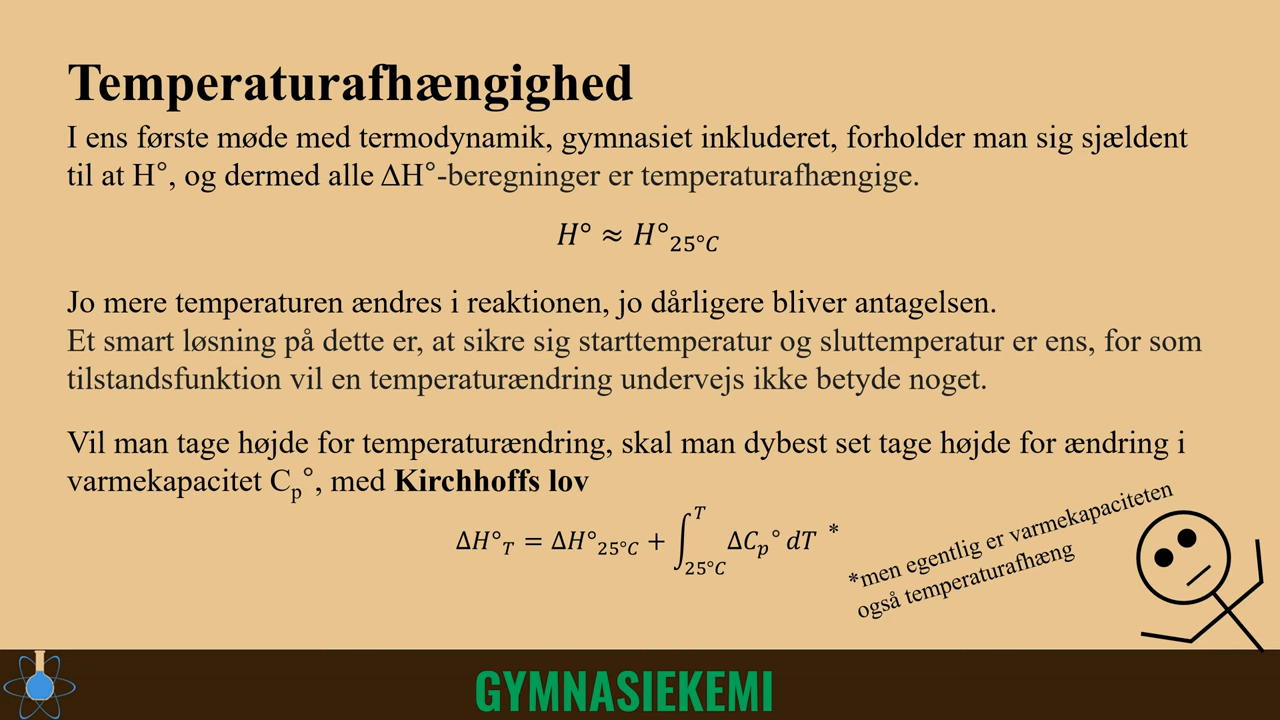 Temperaturafhængighed
I ens første møde med termodynamik, gymnasiet inkluderet, forholder man sig sjældent
til at H°, og dermed alle ΔH°-beregninger er temperaturafhængige.
H° ≈ H°₂₅°C
Jo mere temperaturen ændres i reaktionen, jo dårligere bliver antagelsen.
Et smart løsning på dette er, at sikre sig starttemperatur og sluttemperatur er ens, for som
tilstandsfunktion vil en temperaturændring undervejs ikke betyde noget.
Vil man tage højde for temperaturændring, skal man dybest set tage højde for ændring i
varmekapacitet Cp°, med Kirchhoffs lov
ΔH°T = ΔH°25°C + ∫25°C^T ΔCp° dT *
*men egentlig er varmekapaciteten
også temperaturafhæng
GYMNASIEKEMI